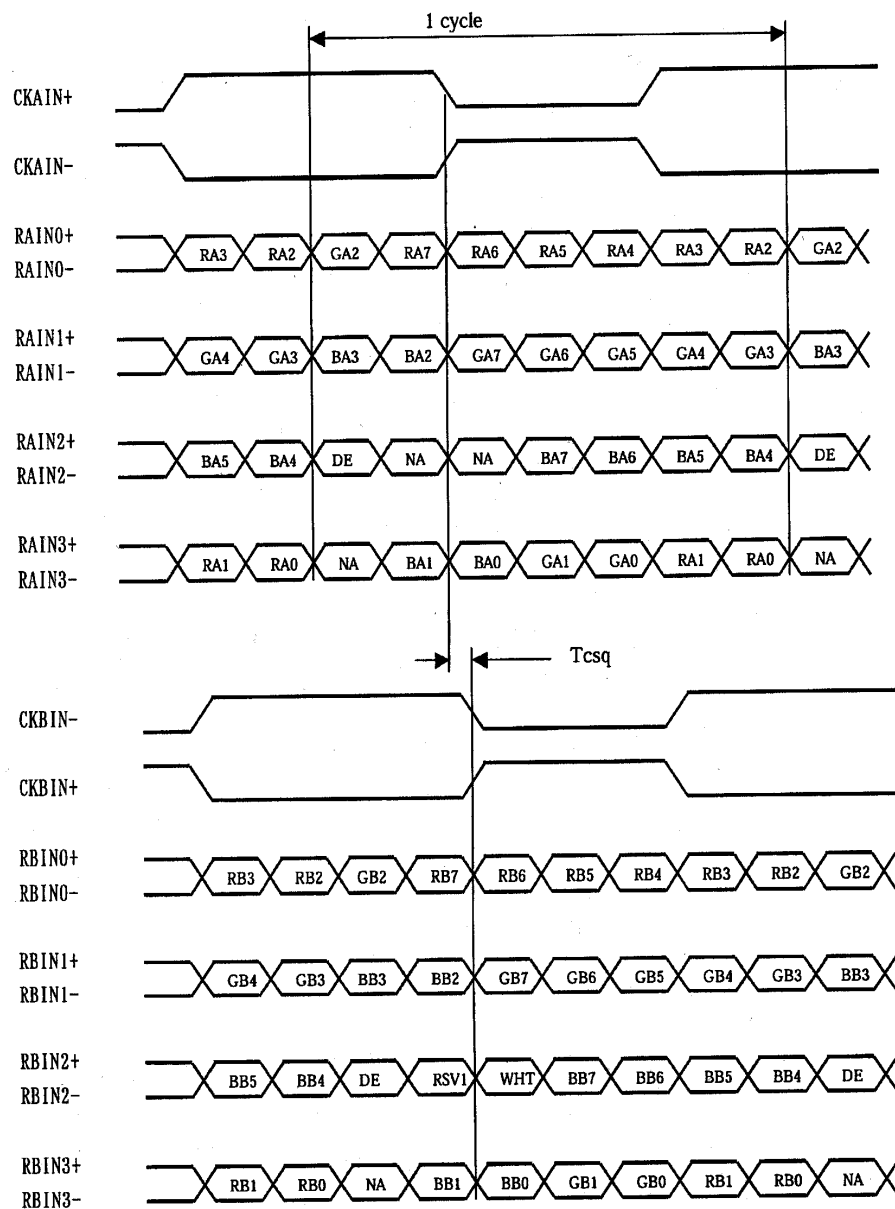 1 cycle
CKAIN+
CKAIN-
RAIN0+
RA3 RA2 GA2 RA7 RA6 RA5 RA4 RA3 RA2 GA2
RAIN0-
RAIN1+
GA4 GA3 BA3 BA2 GA7 GA6 GA5 GA4 GA3 BA3
RAIN1-
RAIN2+
BA5 BA4 DE NA NA BA7 BA6 BA5 BA4 DE
RAIN2-
RAIN3+
RA1 RA0 NA BA1 BA0 GA1 GA0 RA1 RA0 NA
RAIN3-
Tcsq
CKBIN-
CKBIN+
RBIN0+
RB3 RB2 GB2 RB7 RB6 RB5 RB4 RB3 RB2 GB2
RBIN0-
RBIN1+
GB4 GB3 BB3 BB2 GB7 GB6 GB5 GB4 GB3 BB3
RBIN1-
RBIN2+
BB5 BB4 DE RSV1 WHT BB7 BB6 BB5 BB4 DE
RBIN2-
RBIN3+
RB1 RB0 NA BB1 BB0 GB1 GB0 RB1 RB0 NA
RBIN3-